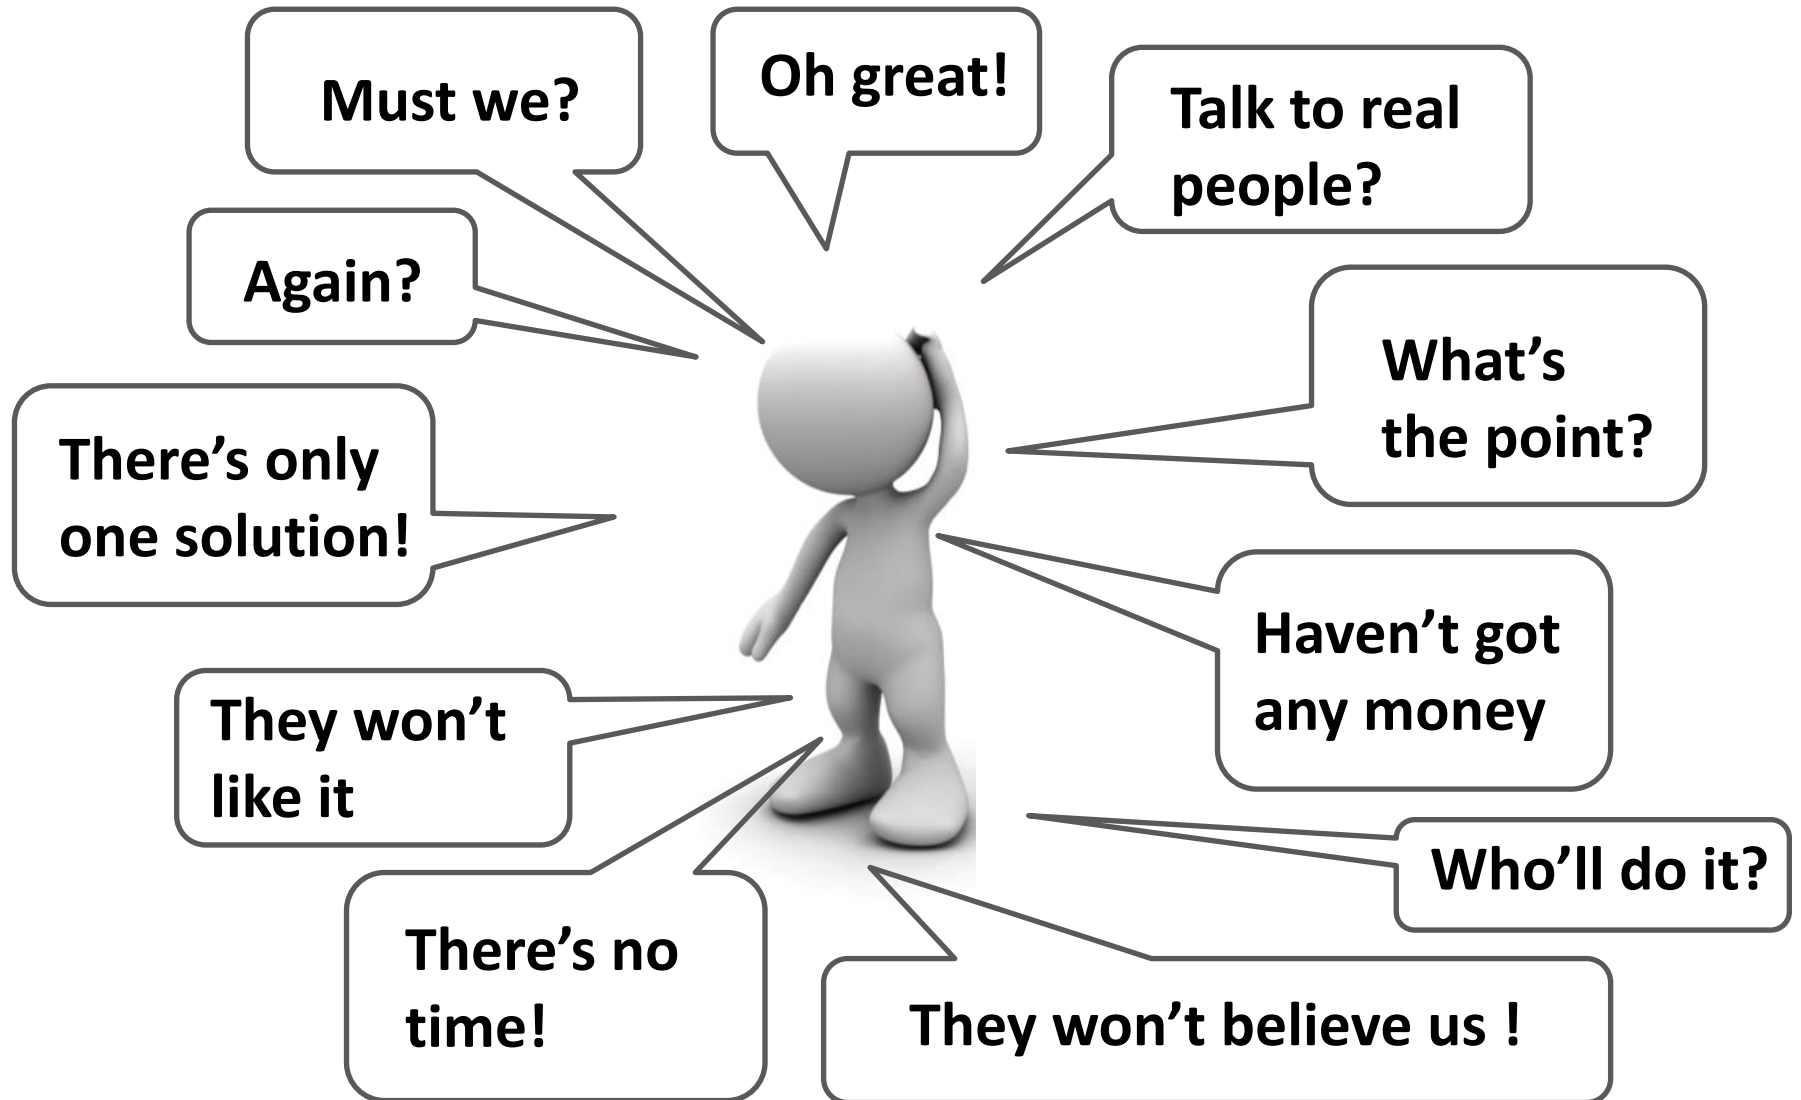 Must we?
Oh great!
Talk to real
people?
Again?
What’s
the point?
There’s only
one solution!
Haven’t got
any money
They won’t
like it
Who’ll do it?
There’s no
time!
They won’t believe us !